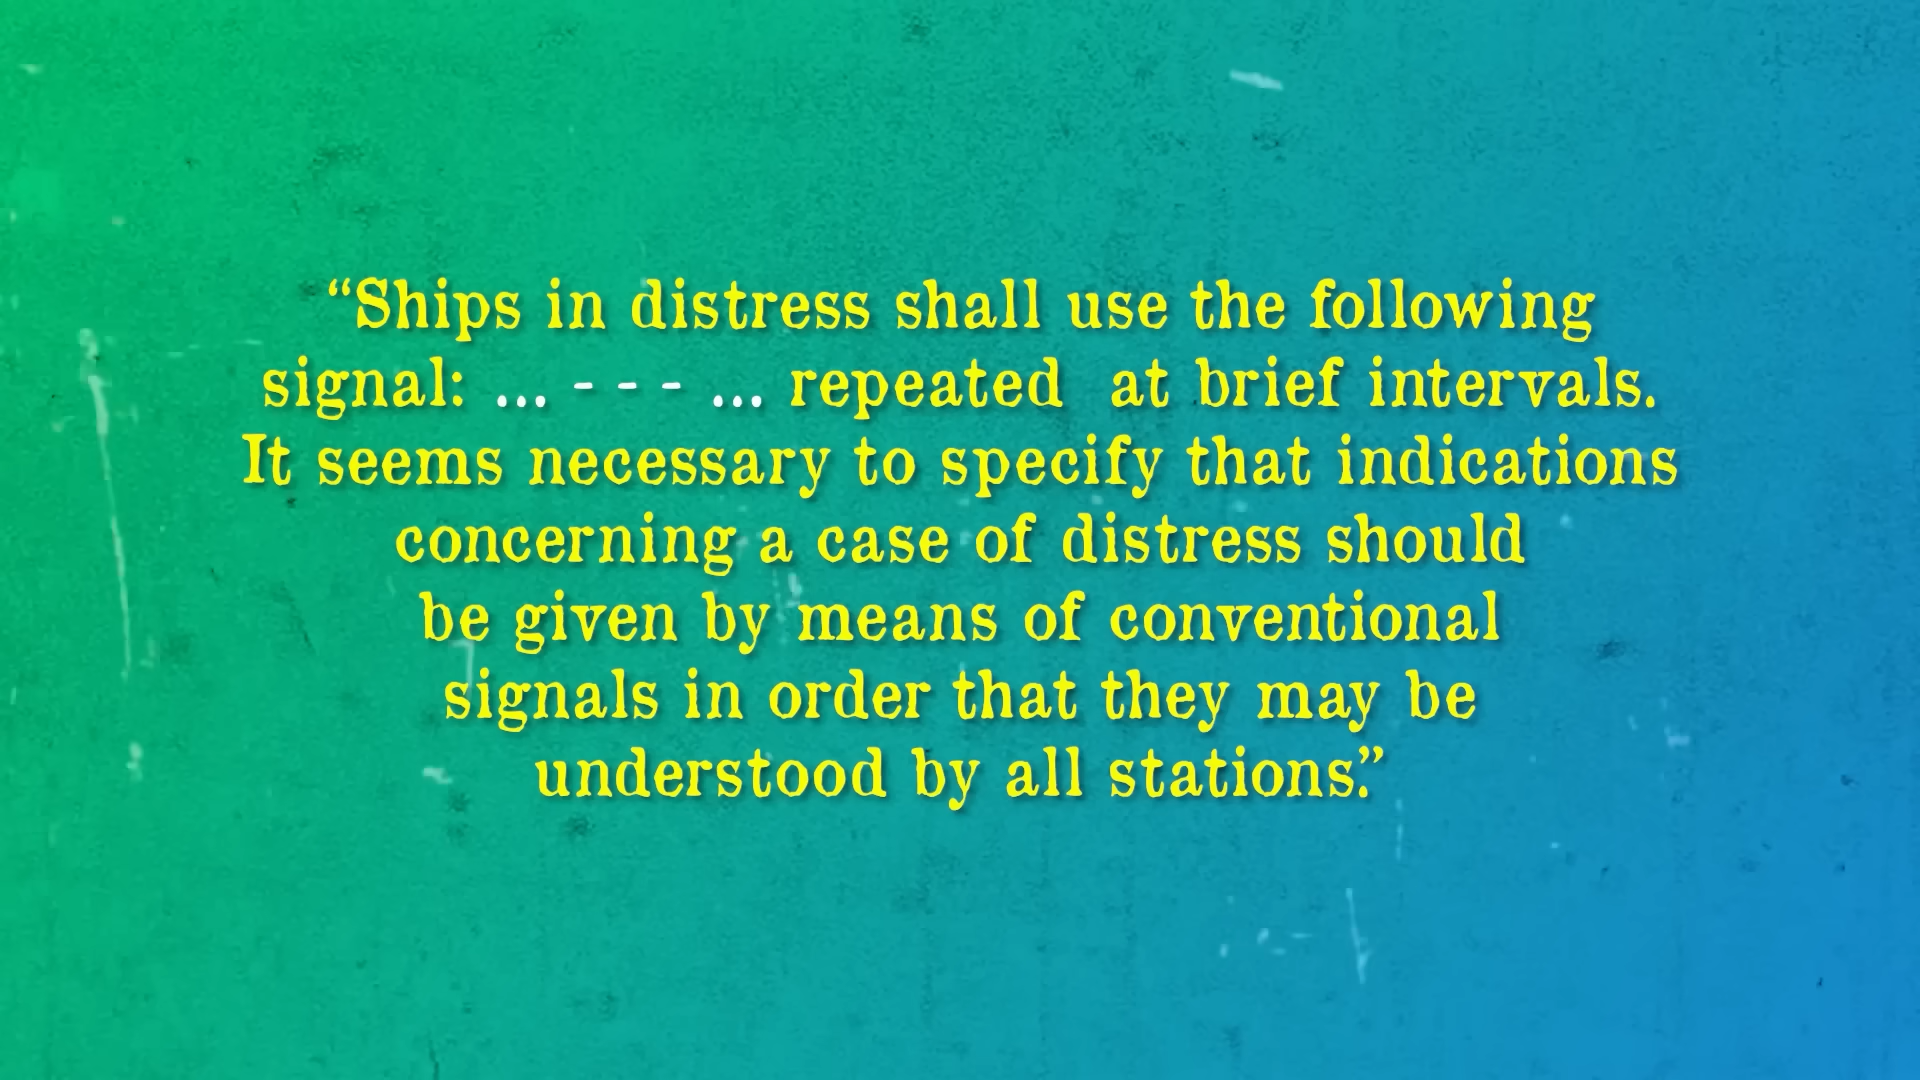 “Ships in distress shall use the following
signal: ... - - - ... repeated  at brief intervals.
It seems necessary to specify that indications
concerning a case of distress should
be given by means of conventional
signals in order that they may be
understood by all stations.”